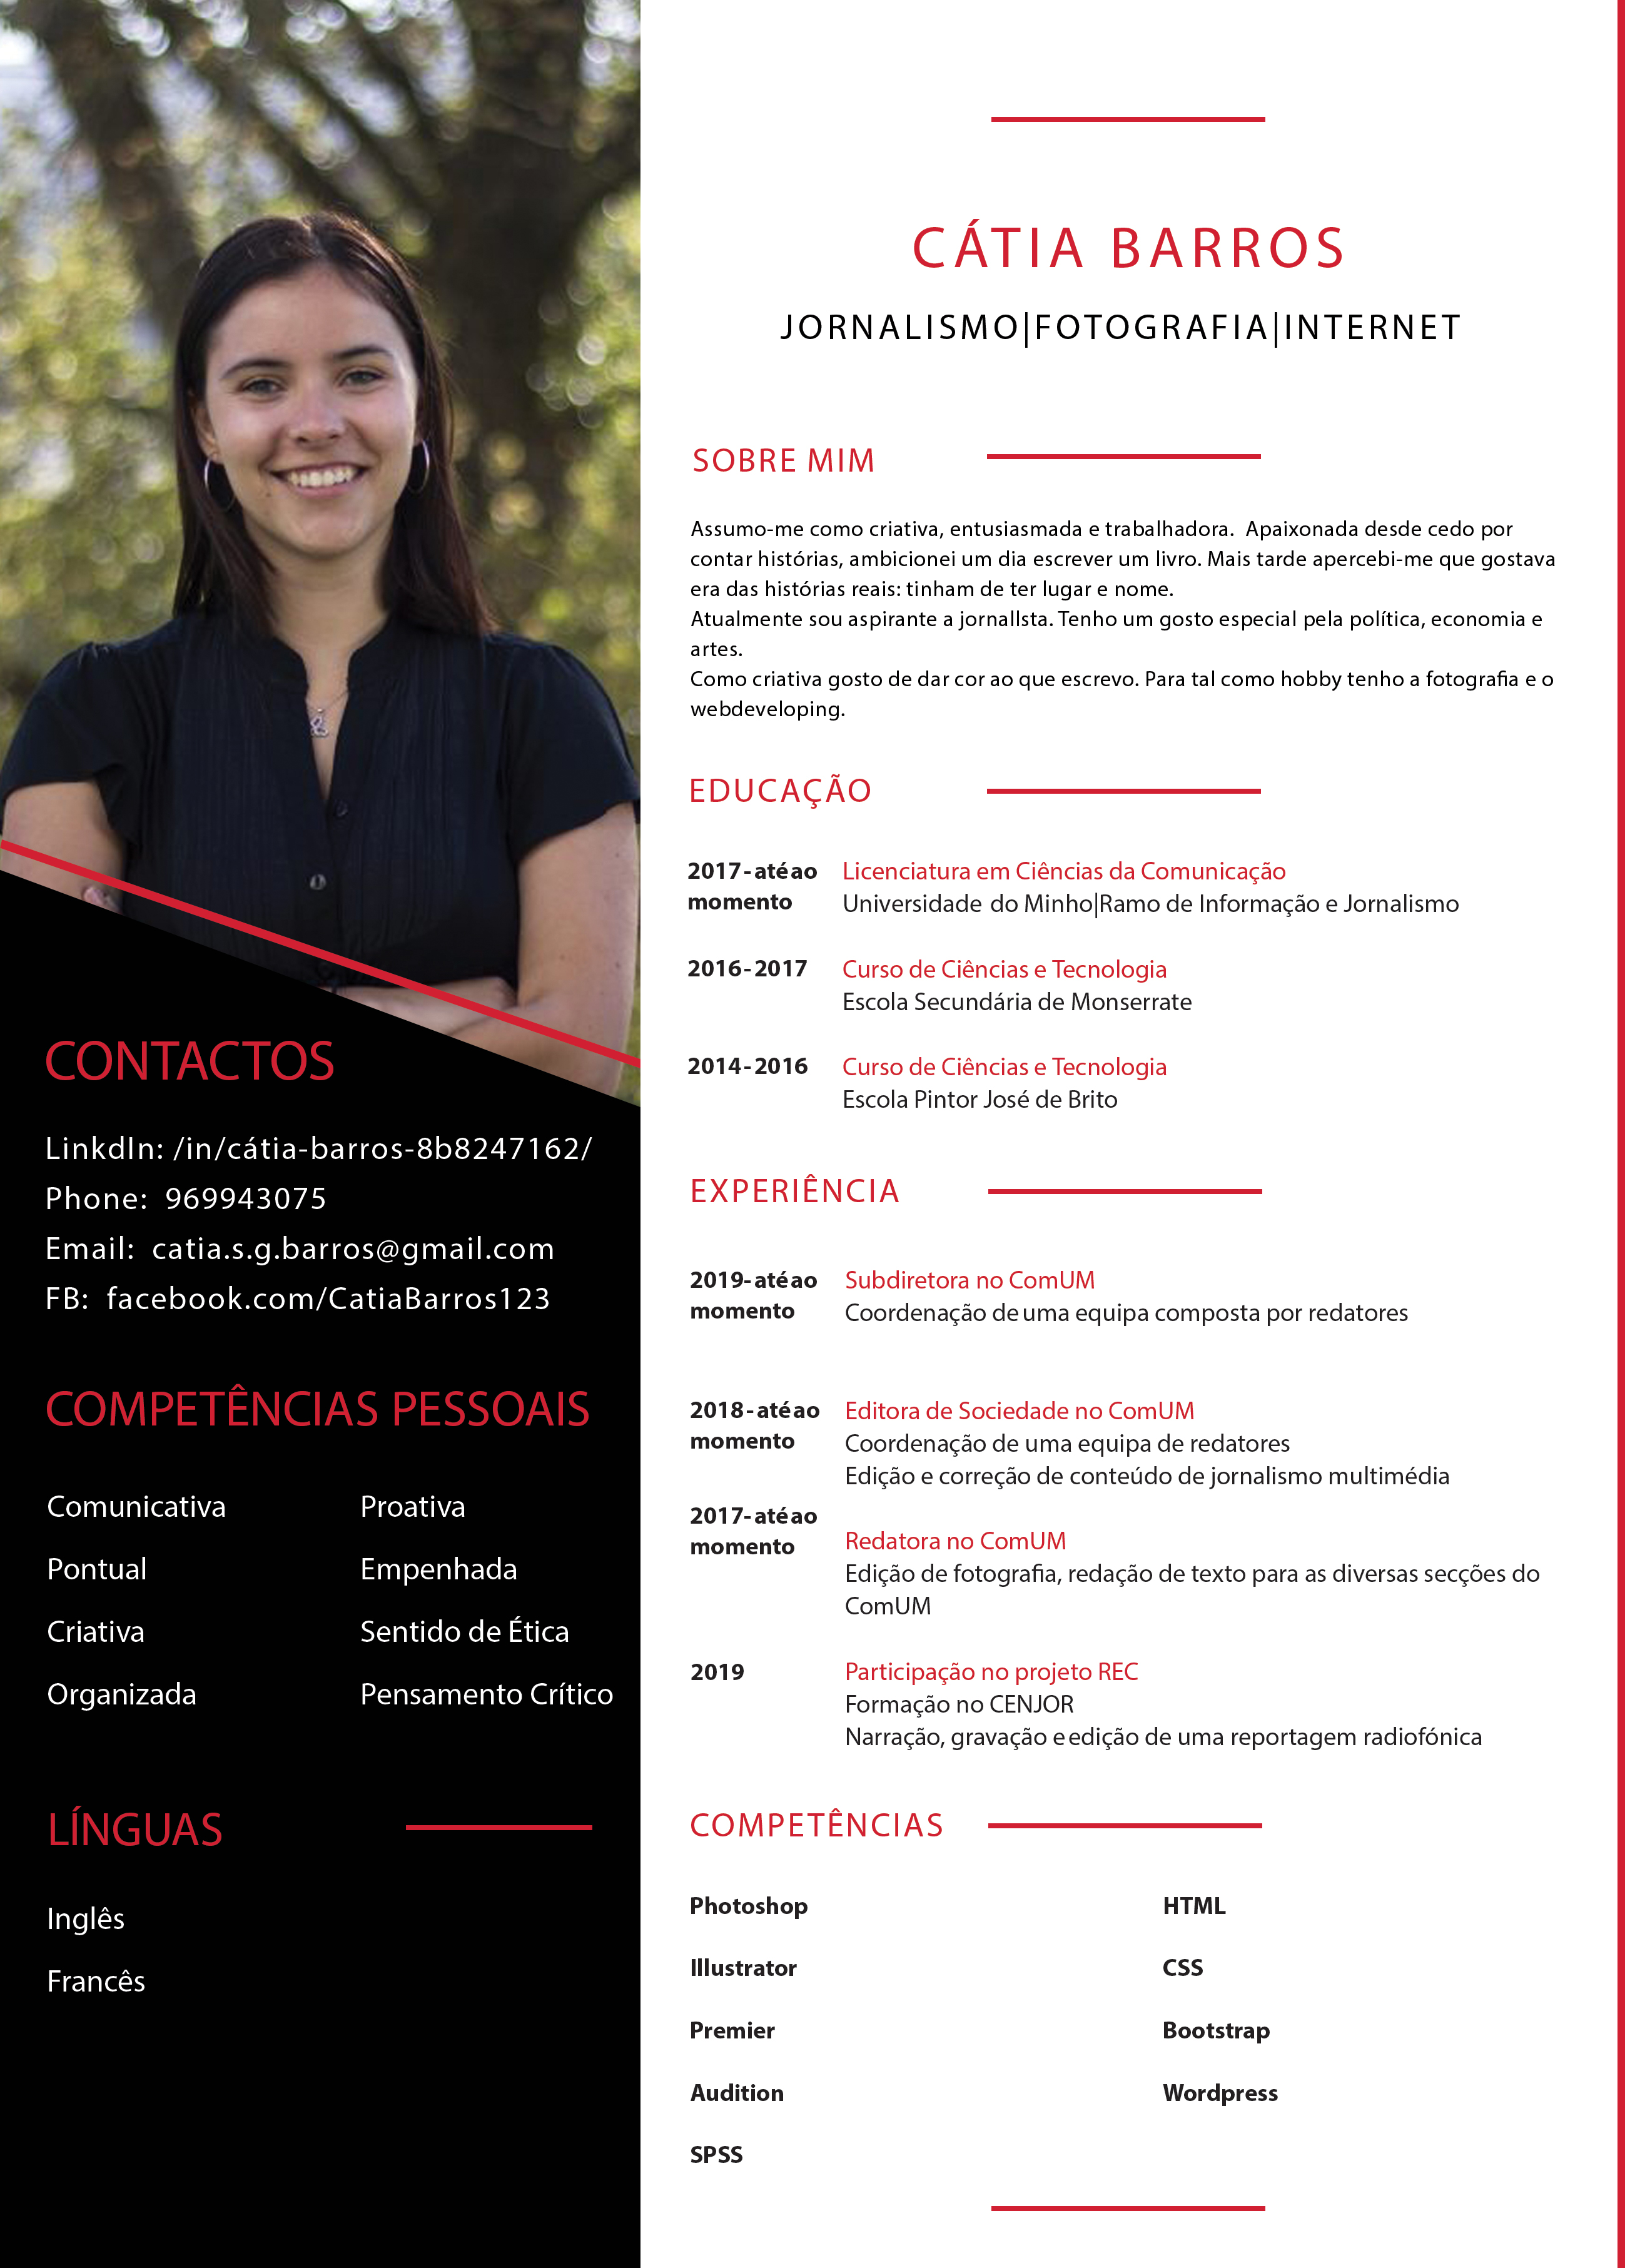 CÁTIA BARROS
JORNALISMO|FOTOGRAFIA|INTERNET
SOBRE MIM
Assumo-me como criativa, entusiasmada e trabalhadora. Apaixonada desde cedo por
contar histórias, ambicionei um dia escrever um livro. Mais tarde apercebi-me que gostava
era das histórias reais: tinham de ter lugar e nome.
Atualmente sou aspirante a jornallsta. Tenho um gosto especial pela política, economia e
artes.
Como criativa gosto de dar cor ao que escrevo. Para tal como hobby tenho a fotografia e o
webdeveloping.
EDUCAÇÃO
2017- até ao momento
Licenciatura em Ciências da Comunicação
Universidade do Minho|Ramo de Informação e Jornalismo
2016-2017
Curso de Ciências e Tecnologia
Escola Secundária de Monserrate
2014-2016
Curso de Ciências e Tecnologia
Escola Pintor José de Brito
EXPERIÊNCIA
2019- até ao momento
Subdiretora no ComUM
Coordenação de uma equipa composta por redatores
2018- até ao momento
Editora de Sociedade no ComUM
Coordenação de uma equipa de redatores
Edição e correção de conteúdo de jornalismo multimédia
2017- até ao momento
Redatora no ComUM
Edição de fotografia, redação de texto para as diversas secções do
ComUM
2019
Participação no projeto REC
Formação no CENJOR
Narração, gravação e edição de uma reportagem radiofónica
COMPETÊNCIAS
Photoshop
Illustrator
Premier
Audition
SPSS
HTML
CSS
Bootstrap
Wordpress
CONTACTOS
LinkdIn: /in/cátia-barros-8b8247162/
Phone: 969943075
Email: catia.s.g.barros@gmail.com
FB: facebook.com/CatiaBarros123
COMPETÊNCIAS PESSOAIS
Comunicativa
Pontual
Criativa
Organizada
Proativa
Empenhada
Sentido de Ética
Pensamento Crítico
LÍNGUAS
Inglês
Francês